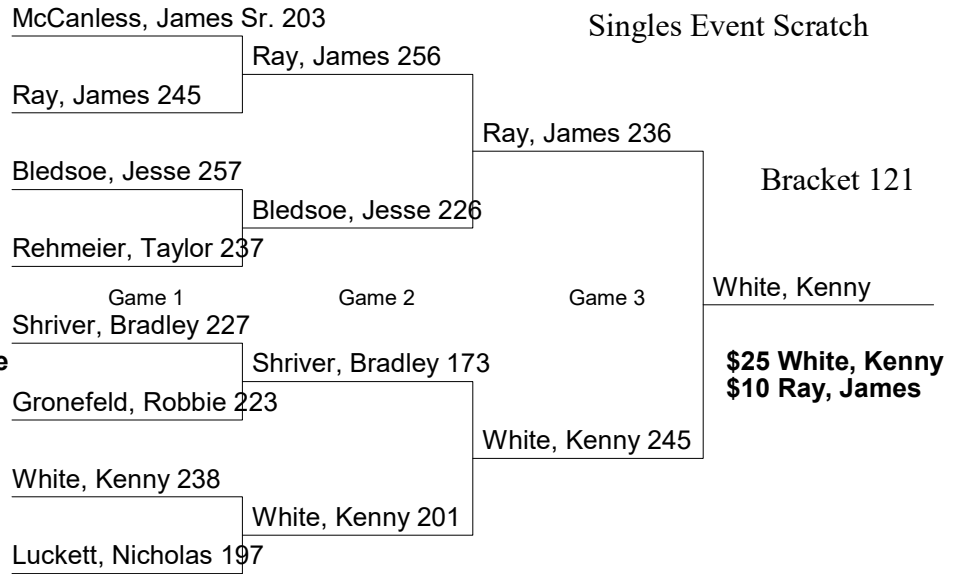 McCanless, James Sr. 203
Singles Event Scratch
Ray, James 256
Ray, James 245
Ray, James 236
Bledsoe, Jesse 257
Bracket 121
Bledsoe, Jesse 226
Rehmeier, Taylor 237
Game 1
Game 2
Game 3
White, Kenny
Shriver, Bradley 227
Shriver, Bradley 173
$25 White, Kenny
$10 Ray, James
e
Gronefeld, Robbie 223
White, Kenny 245
White, Kenny 238
White, Kenny 201
Luckett, Nicholas 197